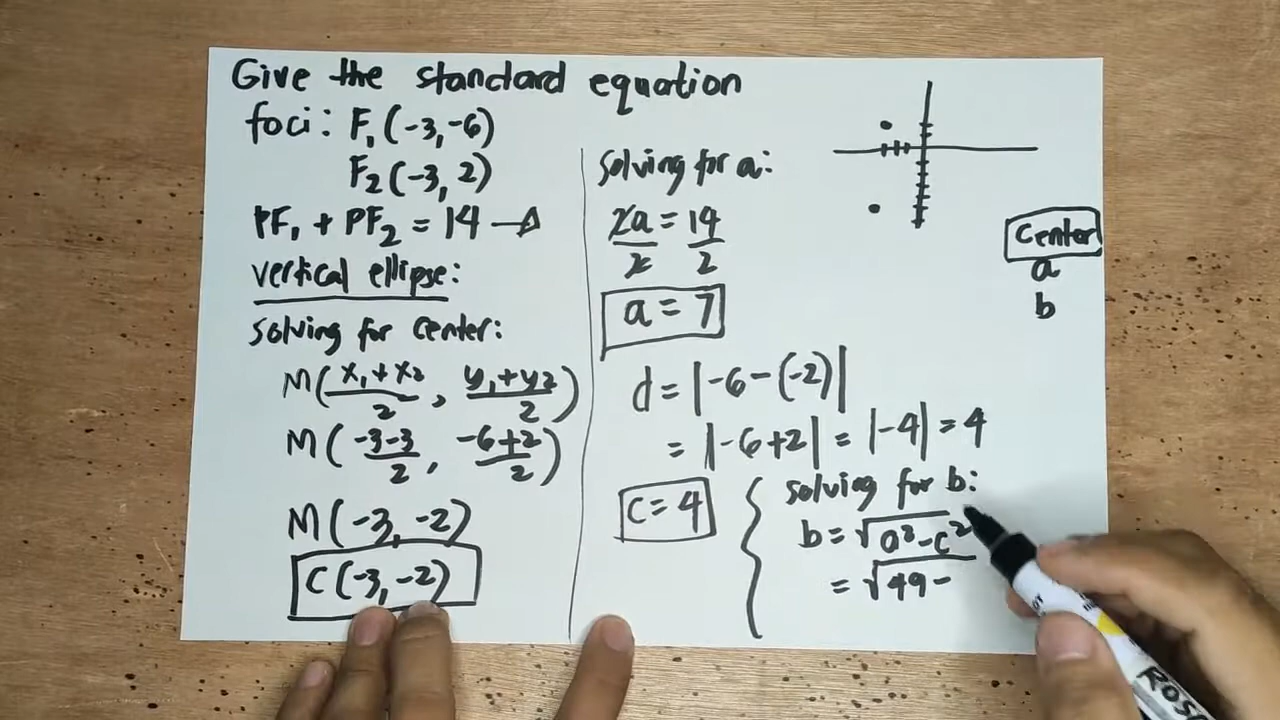 Give the standard equation
foci: F₁(-3,-6)
F₂(-3, 2)
PF₁ + PF₂ = 14 →
vertical ellipse:
solving for center:
M(x₁+x₂/2, y₁+y₂/2)
M(-3-3/2, -6+2/2)
M(-3, -2)
C(-3, -2)
Solving for a:
2a/2 = 14/2
a = 7
d = |-6-(-2)|
= |-6+2| = |-4| = 4
c = 4
solving for b:
b = √a²-c²
= √49-
Center
a
b
ROS